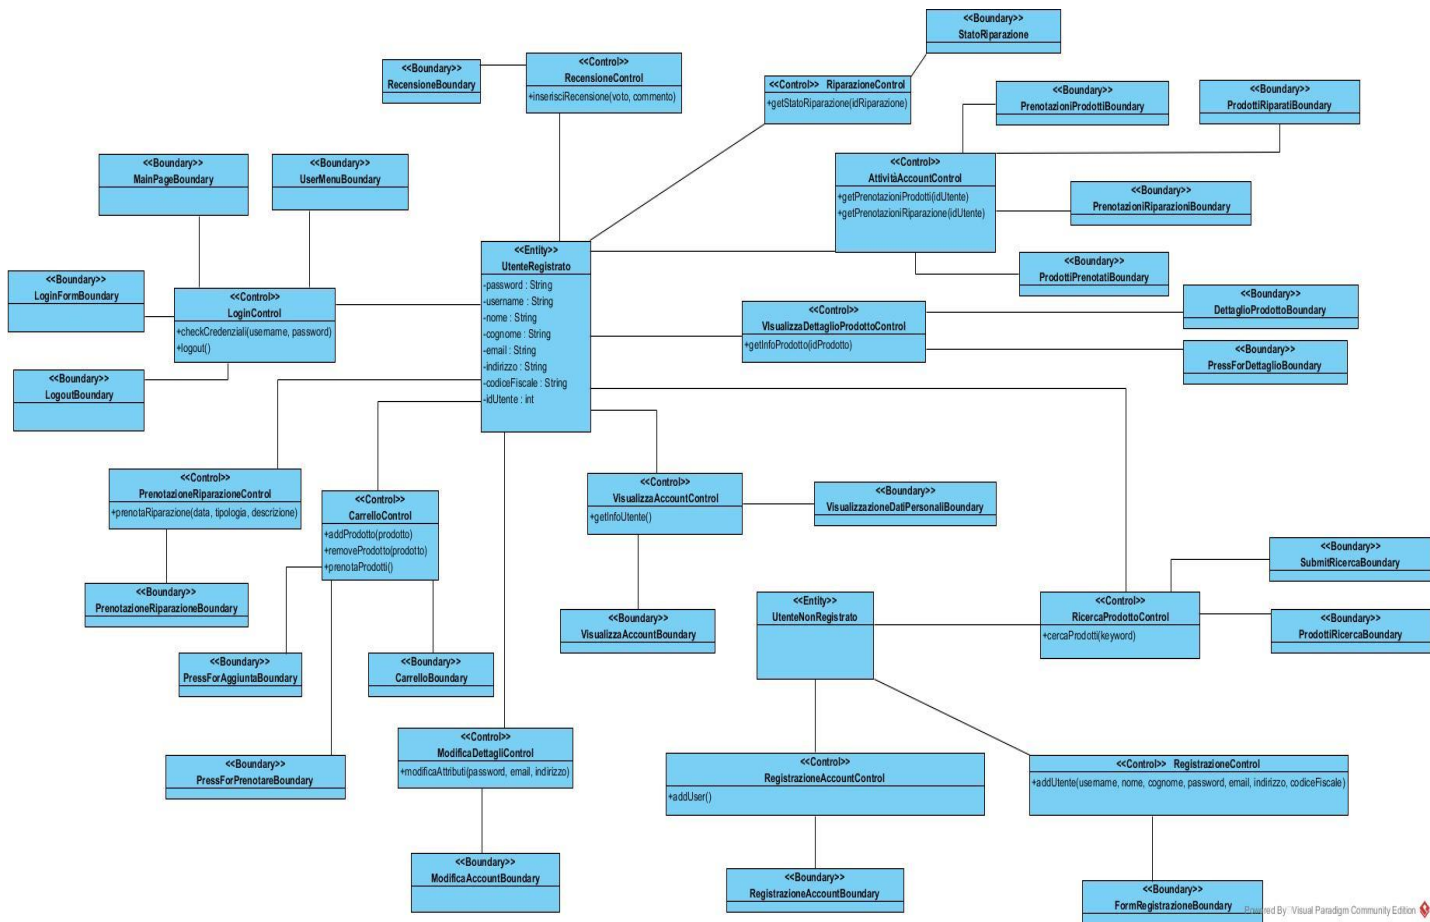 <<Boundary>>
StatoRiparazione
<<Boundary>>
RecensioneBoundary
<<Control>>
RecensioneControl
+inserisciRecensione(voto, commento)
<<Control>> RiparazioneControl
+getStatoRiparazione(idRiparazione)
<<Boundary>>
PrenotazioniProdottiBoundary
<<Boundary>>
ProdottiRiparatiBoundary
<<Boundary>>
MainPageBoundary
<<Boundary>>
UserMenuBoundary
<<Control>>
AttivitàAccountControl
+getPrenotazioniProdotti(idUtente)
+getPrenotazioniRiparazione(idUtente)
<<Boundary>>
PrenotazioniRiparazioniBoundary
<<Boundary>>
ProdottiPrenotatiBoundary
<<Entity>>
UtenteRegistrato
-password : String
-username : String
-nome : String
-cognome : String
-email : String
-indirizzo : String
-codiceFiscale : String
-idUtente : int
<<Boundary>>
LoginFormBoundary
<<Control>>
LoginControl
+checkCredenziali(username, password)
+logout()
<<Boundary>>
LogoutBoundary
<<Control>>
VIsualizzaDettaglioProdottoControl
+getInfoProdotto(idProdotto)
<<Boundary>>
DettaglioProdottoBoundary
<<Boundary>>
PressForDettaglioBoundary
<<Control>>
PrenotazioneRiparazioneControl
+prenotaRiparazione(data, tipologia, descrizione)
<<Control>>
CarrelloControl
+addProdotto(prodotto)
+removeProdotto(prodotto)
+prenotaProdotti()
<<Control>>
VisualizzaAccountControl
+getInfoUtente()
<<Boundary>>
VisualizzazioneDatiPersonaliBoundary
<<Boundary>>
PrenotazioneRiparazioneBoundary
<<Boundary>>
VisualizzaAccountBoundary
<<Entity>>
UtenteNonRegistrato
<<Control>>
RicercaProdottoControl
+cercaProdotti(keyword)
<<Boundary>>
SubmitRicercaBoundary
<<Boundary>>
ProdottiRicercaBoundary
<<Boundary>>
PressForAggiuntaBoundary
<<Boundary>>
CarrelloBoundary
<<Boundary>>
PressForPrenotareBoundary
<<Control>>
ModificaDettagliControl
+modificaAttributi(password, email, indirizzo)
<<Boundary>>
ModificaAccountBoundary
<<Control>>
RegistrazioneAccountControl
+addUser()
<<Control>> RegistrazioneControl
+addUtente(username, nome, cognome, password, email, indirizzo, codiceFiscale)
<<Boundary>>
RegistrazioneAccountBoundary
<<Boundary>>
FormRegistrazioneBoundary
Powered By Visual Paradigm Community Edition